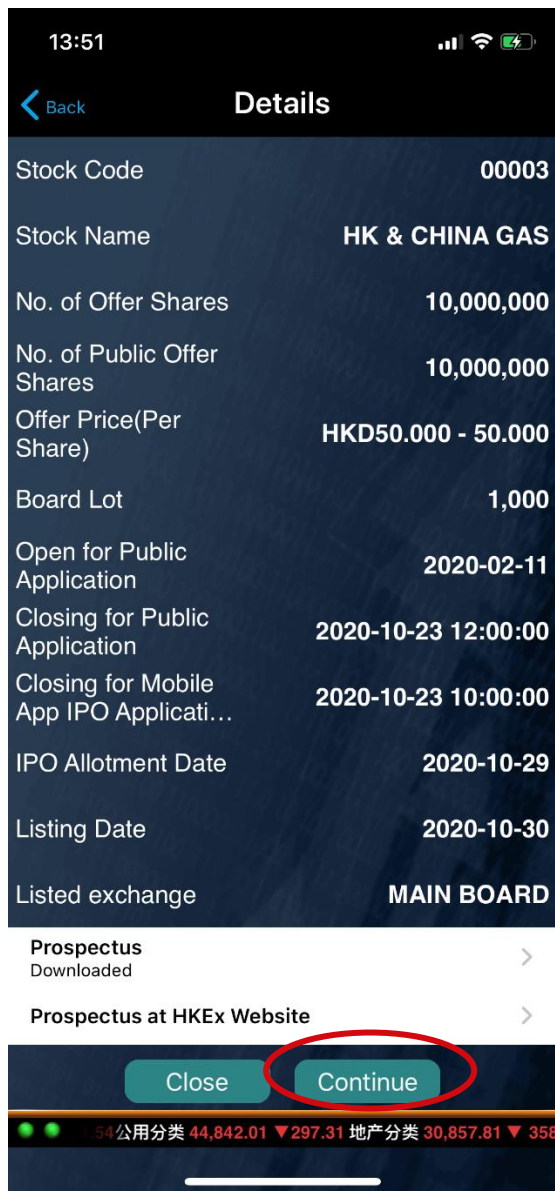 13:51
Back
Details
Stock Code 00003
Stock Name HK & CHINA GAS
No. of Offer Shares 10,000,000
No. of Public Offer
Shares 10,000,000
Offer Price(Per
Share) HKD50.000 - 50.000
Board Lot 1,000
Open for Public
Application 2020-02-11
Closing for Public
Application 2020-10-23 12:00:00
Closing for Mobile
App IPO Applicati... 2020-10-23 10:00:00
IPO Allotment Date 2020-10-29
Listing Date 2020-10-30
Listed exchange MAIN BOARD
Prospectus
Downloaded
Prospectus at HKEx Website
Close Continue
.54 公用分类 44,842.01 ▼297.31 地产分类 30,857.81 ▼ 358